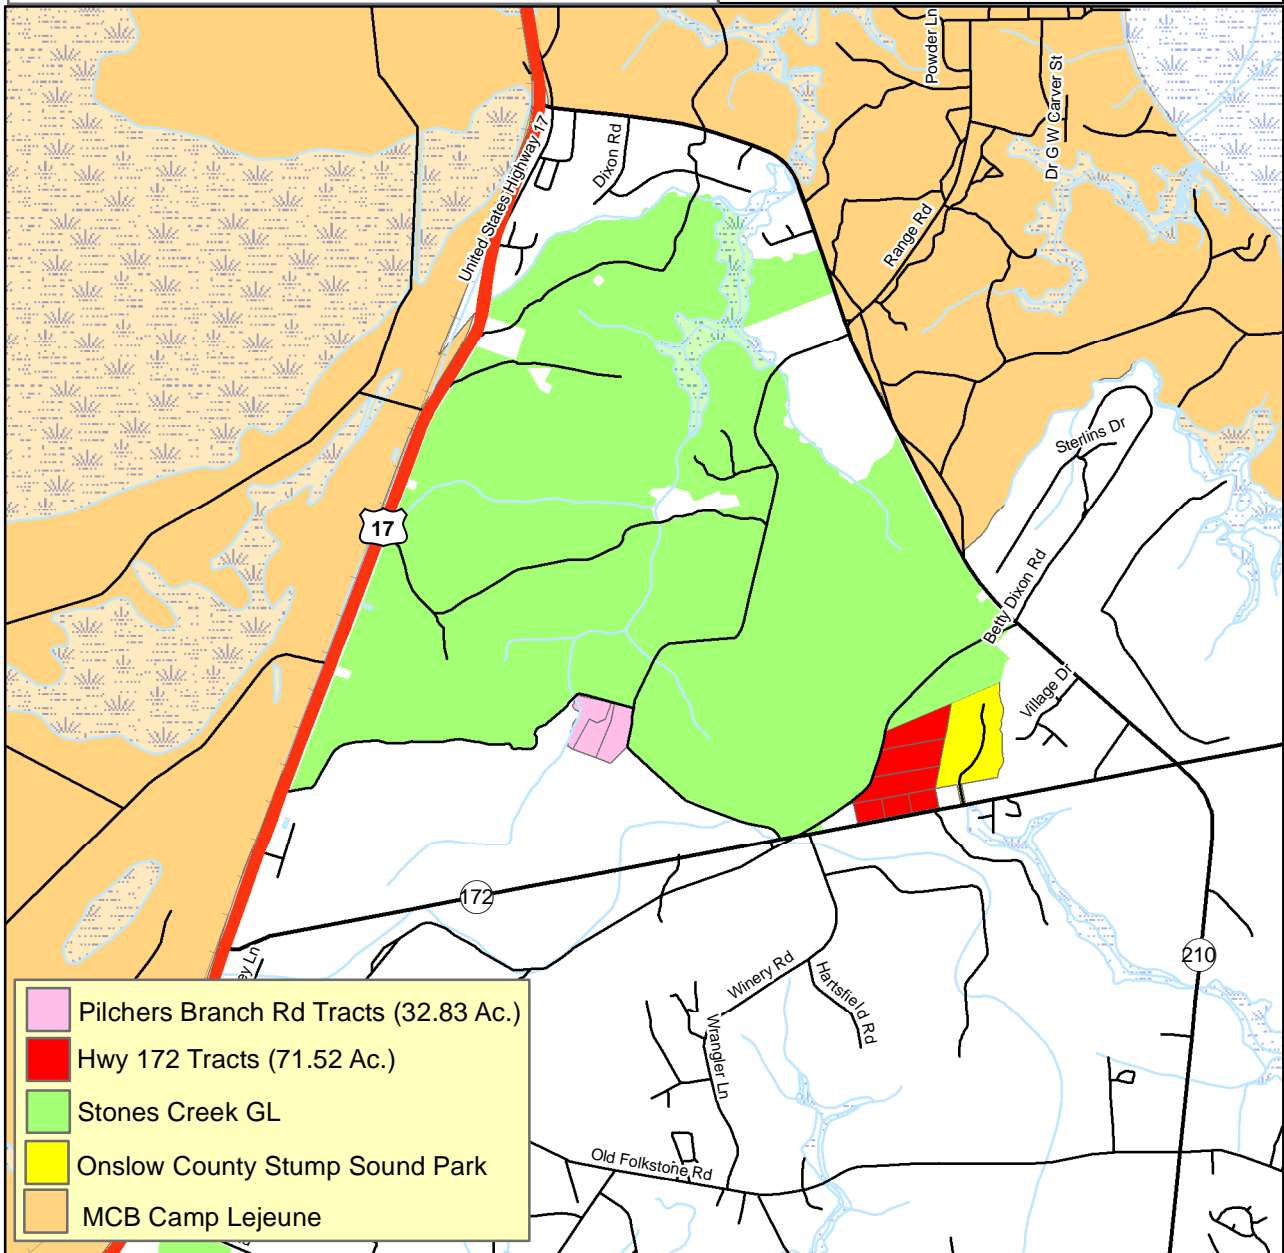 Powder Ln
Dr G W Carver St
United States Highway 17
Dixon Rd
Range Rd
Sterlins Dr
17
Betty Dixon Rd
Village Dr
172
210
ey Ln
Winery Rd
Hartsfield Rd
Wrangler Ln
Old Folkstone Rd
Pilchers Branch Rd Tracts (32.83 Ac.)
Hwy 172 Tracts (71.52 Ac.)
Stones Creek GL
Onslow County Stump Sound Park
MCB Camp Lejeune